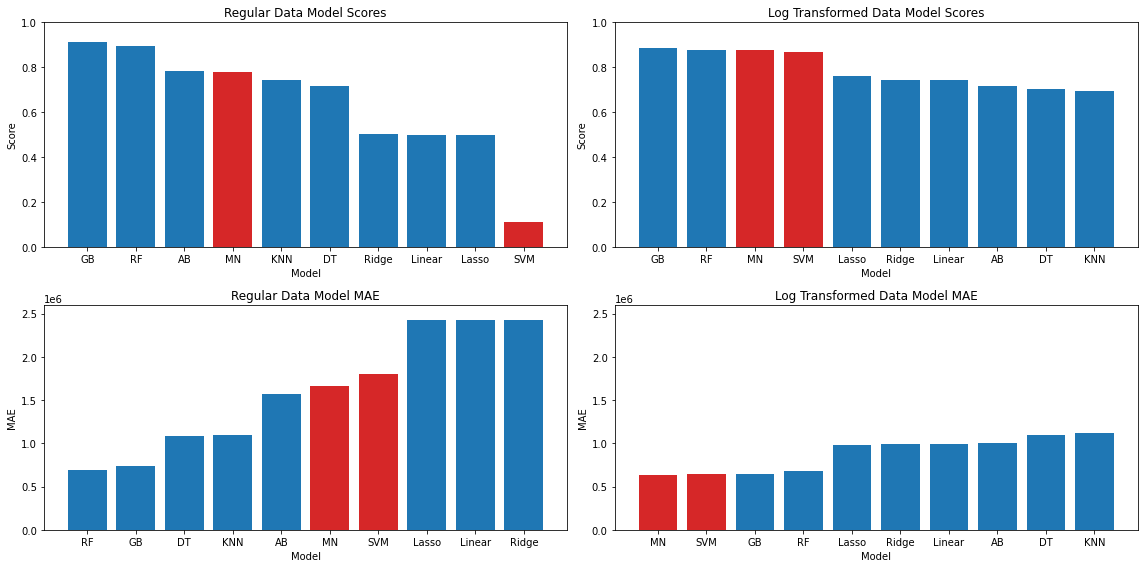 Regular Data Model Scores
Score
1.0
0.8
0.6
0.4
0.2
0.0
GB RF AB MN KNN DT Ridge Linear Lasso SVM
Model
Log Transformed Data Model Scores
Score
1.0
0.8
0.6
0.4
0.2
0.0
GB RF MN SVM Lasso Ridge Linear AB DT KNN
Model
Regular Data Model MAE
1e6
MAE
2.5
2.0
1.5
1.0
0.5
0.0
RF GB DT KNN AB MN SVM Lasso Linear Ridge
Model
Log Transformed Data Model MAE
1e6
MAE
2.5
2.0
1.5
1.0
0.5
0.0
MN SVM GB RF Lasso Ridge Linear AB DT KNN
Model